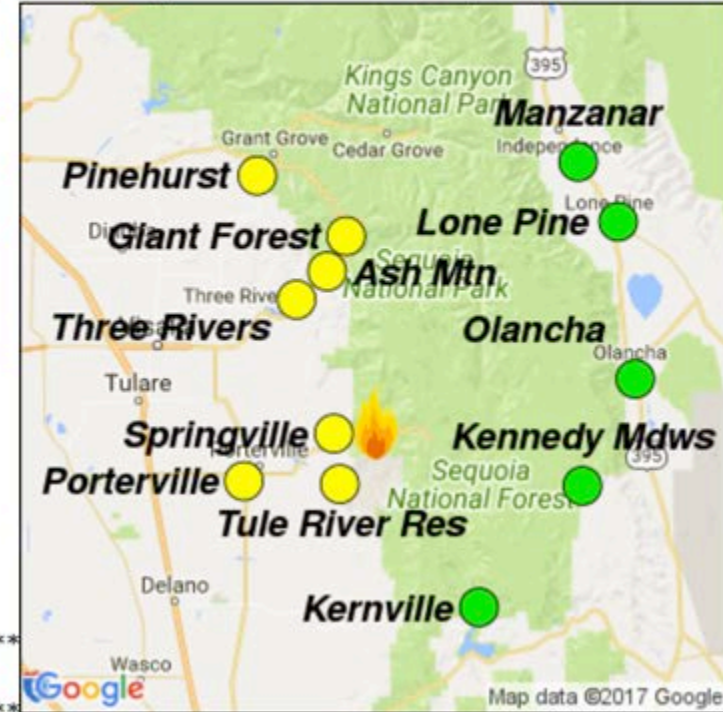 Kings Canyon
National Park
395
Manzanar
Grant Grove
Cedar Grove
Independence
Pinehurst
Lone Pine
Lone Pine
Giant Forest
Sequoia
National Park
Ash Mtn
Three Rivers
Olancha
Olancha
Tulare
Springville
Porterville
Kennedy Mdws
395
Porterville
Sequoia
National Forest
Tule River Res
Delano
Kernville
**
Wasco
Google
Map data ©2017 Google
**